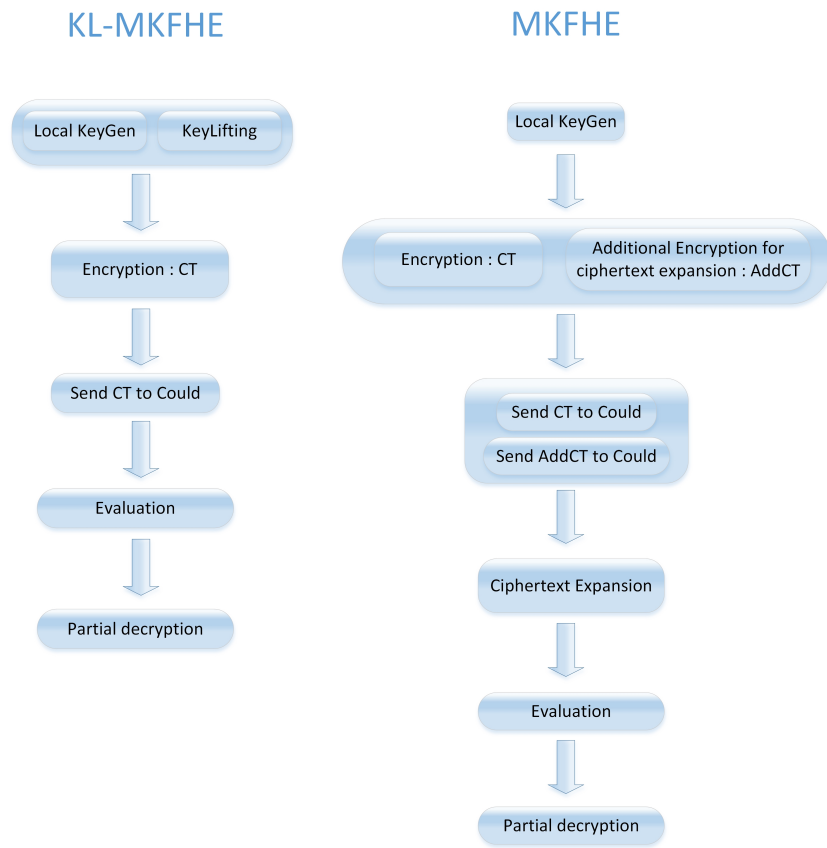 KL-MKFHE
Local KeyGen
KeyLifting
Encryption : CT
Send CT to Could
Evaluation
Partial decryption
MKFHE
Local KeyGen
Encryption : CT
Additional Encryption for
ciphertext expansion : AddCT
Send CT to Could
Send AddCT to Could
Ciphertext Expansion
Evaluation
Partial decryption